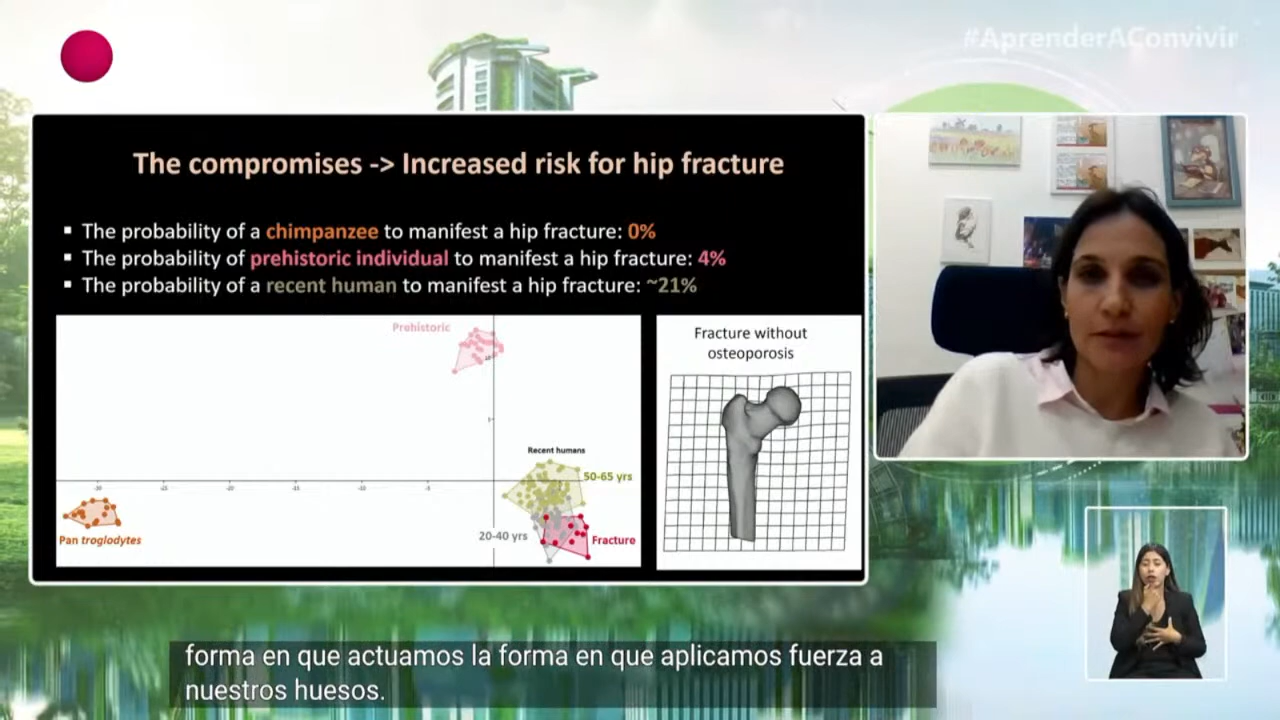 #AprenderAConvivir
The compromises -> Increased risk for hip fracture
▪ The probability of a chimpanzee to manifest a hip fracture: 0%
▪ The probability of prehistoric individual to manifest a hip fracture: 4%
▪ The probability of a recent human to manifest a hip fracture: ~21%
Prehistoric
Recent humans
50-65 yrs
20-40 yrs
Fracture
Pan troglodytes
Fracture without
osteoporosis
forma en que actuamos la forma en que aplicamos fuerza a
nuestros huesos.